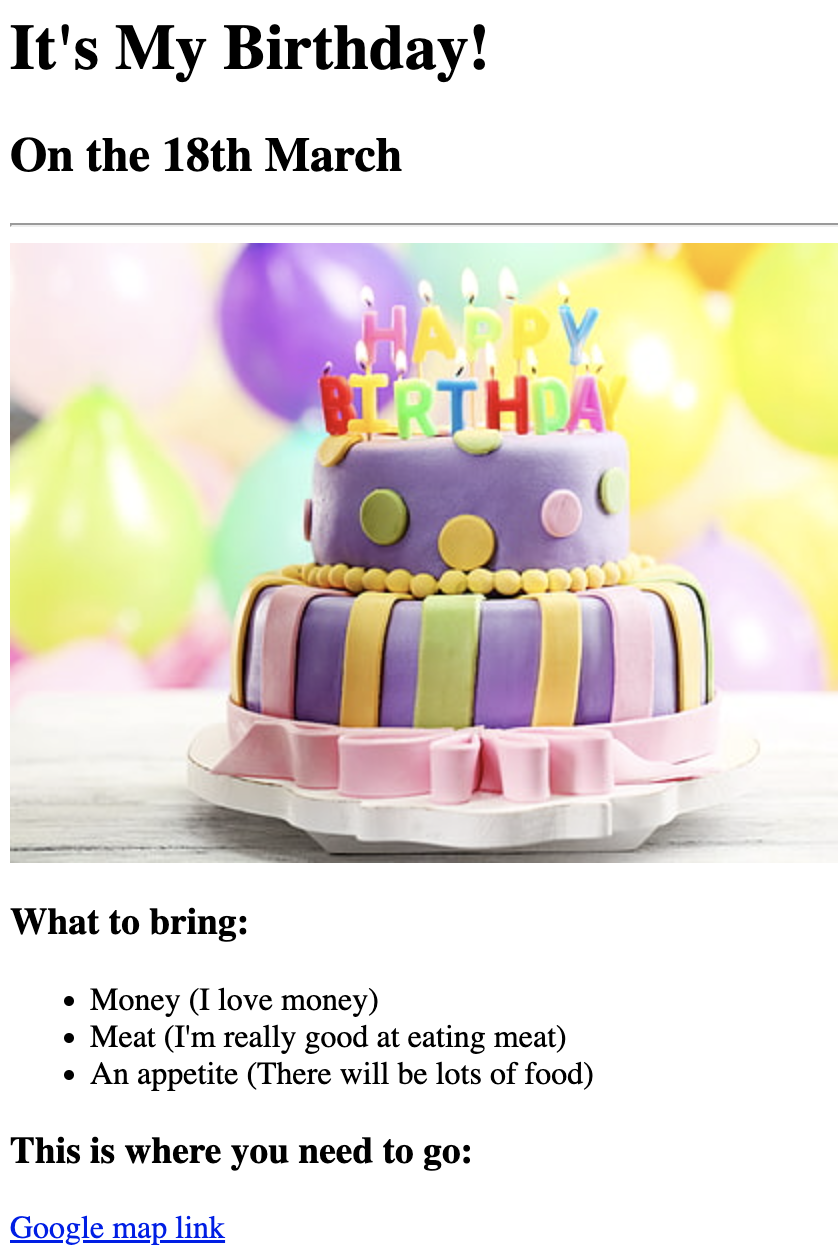 It's My Birthday!
On the 18th March
HAPPY
BIRTHDAY
What to bring:
Money (I love money)
Meat (I'm really good at eating meat)
An appetite (There will be lots of food)
This is where you need to go:
Google map link